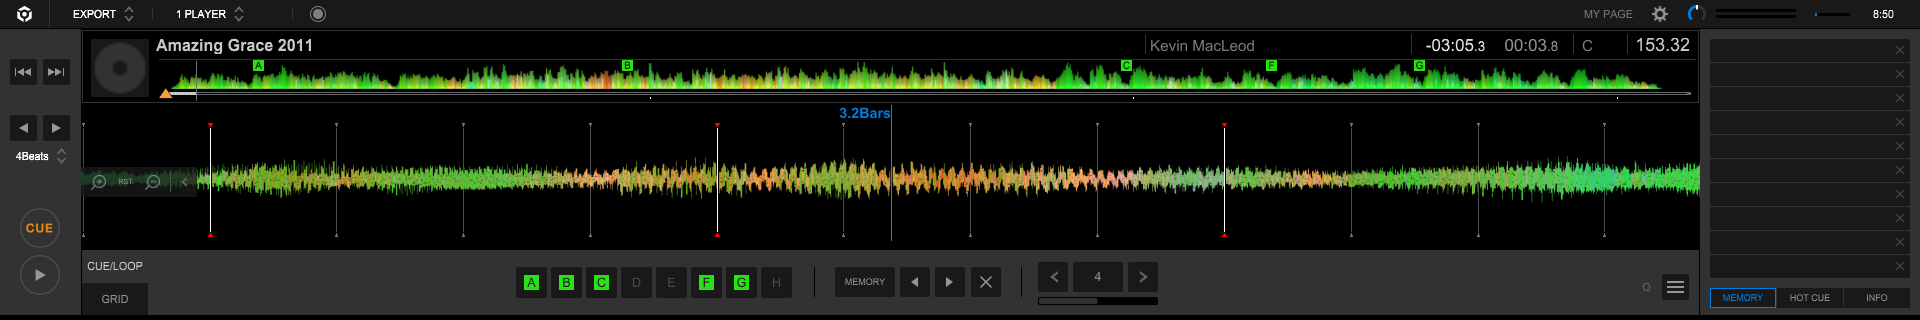 EXPORT 1 PLAYER MY PAGE 8:50
Amazing Grace 2011 Kevin MacLeod -03:05.3 00:03.8 C 153.32
A B C F G
3.2Bars
4Beats
RST.
CUE
CUE/LOOP
A B C D E F G H MEMORY 4
GRID
Q
MEMORY HOT CUE INFO